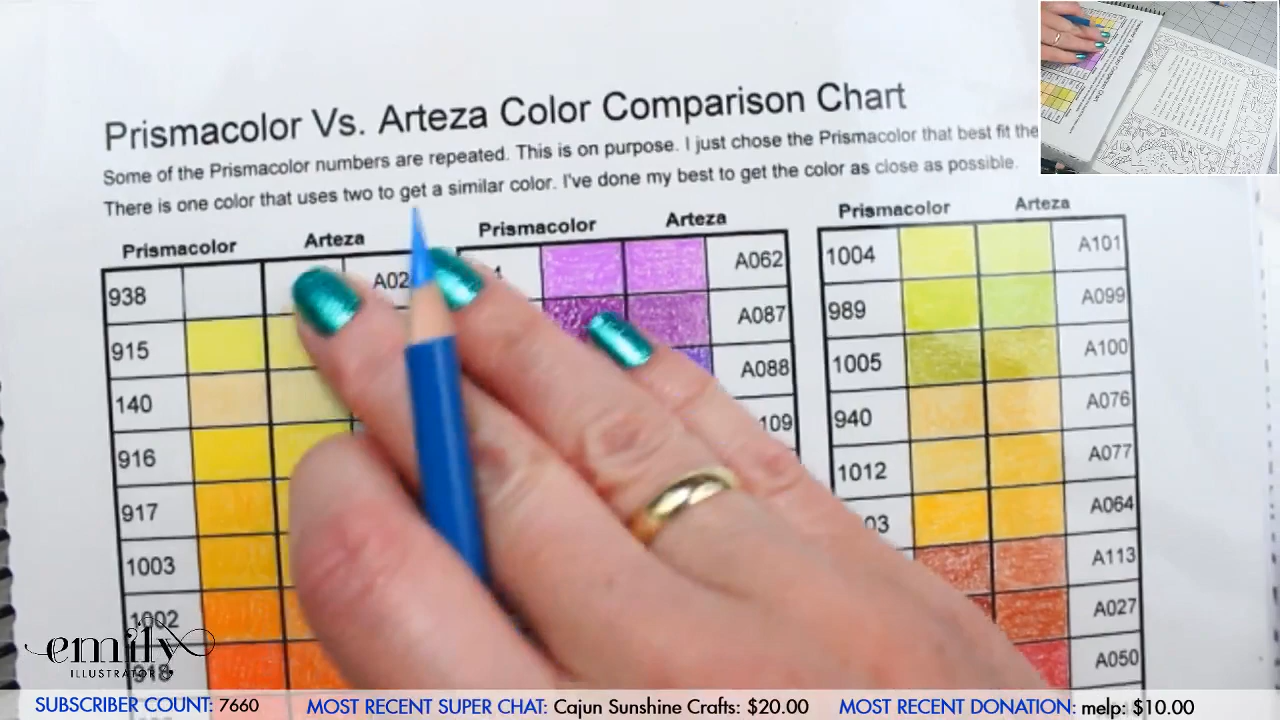 Prismacolor Vs. Arteza Color Comparison Chart
Some of the Prismacolor numbers are repeated. This is on purpose. I just chose the Prismacolor that best fit the
There is one color that uses two to get a similar color. I've done my best to get the color as close as possible.
Prismacolor Arteza Prismacolor Arteza Prismacolor Arteza
938 A062 1004 A101
915 A087 989 A099
140 A088 1005 A100
916 940 A076
917 1012 A077
1003 A064
1002 A113
918 A027
A050
emily
ILLUSTRATOR
SUBSCRIBER COUNT: 7660 MOST RECENT SUPER CHAT: Cajun Sunshine Crafts: $20.00 MOST RECENT DONATION: melp: $10.00